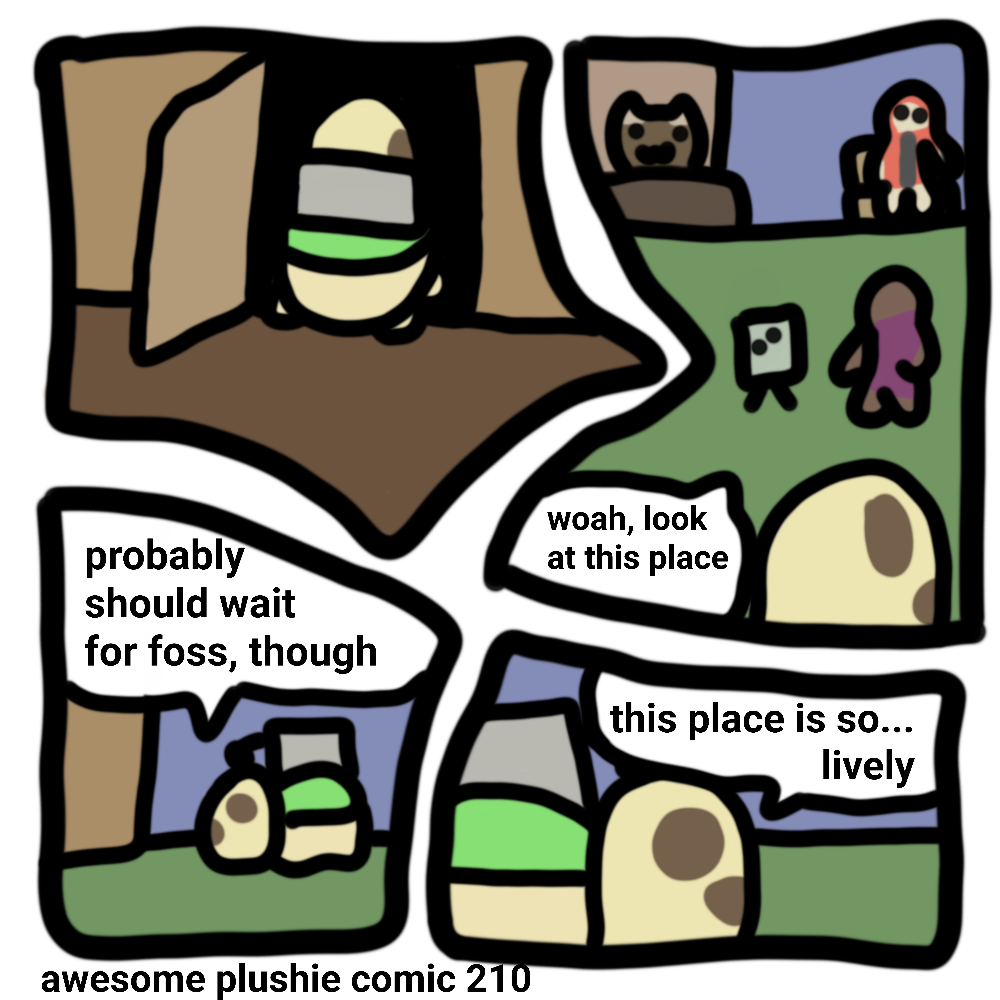 woah, look
at this place
probably
should wait
for foss, though
this place is so...
lively
awesome plushie comic 210